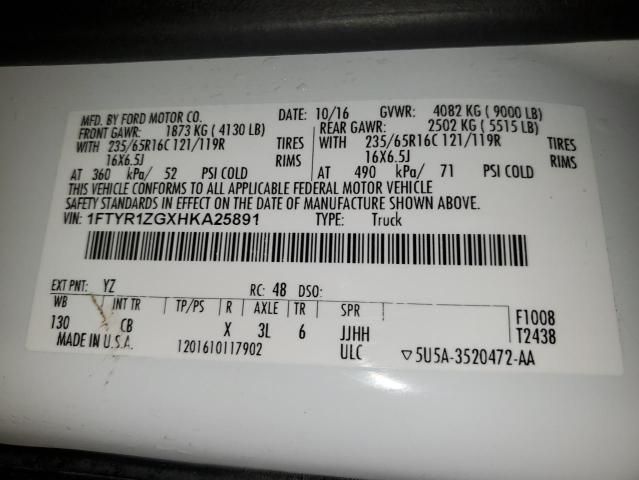 MFD. BY FORD MOTOR CO. DATE: 10/16 GVWR: 4082 KG ( 9000 LB)
FRONT GAWR: 1873 KG ( 4130 LB) REAR GAWR: 2502 KG ( 5515 LB)
WITH 235/65R16C 121/119R TIRES WITH 235/65R16C 121/119R TIRES
16X6.5J RIMS 16X6.5J RIMS
AT 360 kPa/ 52 PSI COLD AT 490 kPa/ 71 PSI COLD
THIS VEHICLE CONFORMS TO ALL APPLICABLE FEDERAL MOTOR VEHICLE
SAFETY STANDARDS IN EFFECT ON THE DATE OF MANUFACTURE SHOWN ABOVE.
VIN: 1FTYR1ZGXHKA25891 TYPE: Truck
EXT PNT: YZ RC: 48 DSO:
WB INT TR TP/PS R AXLE TR SPR F1008
130 CB X 3L 6 JJHH T2438
MADE IN U.S.A. 1201610117902 ULC ▽5U5A-3520472-AA